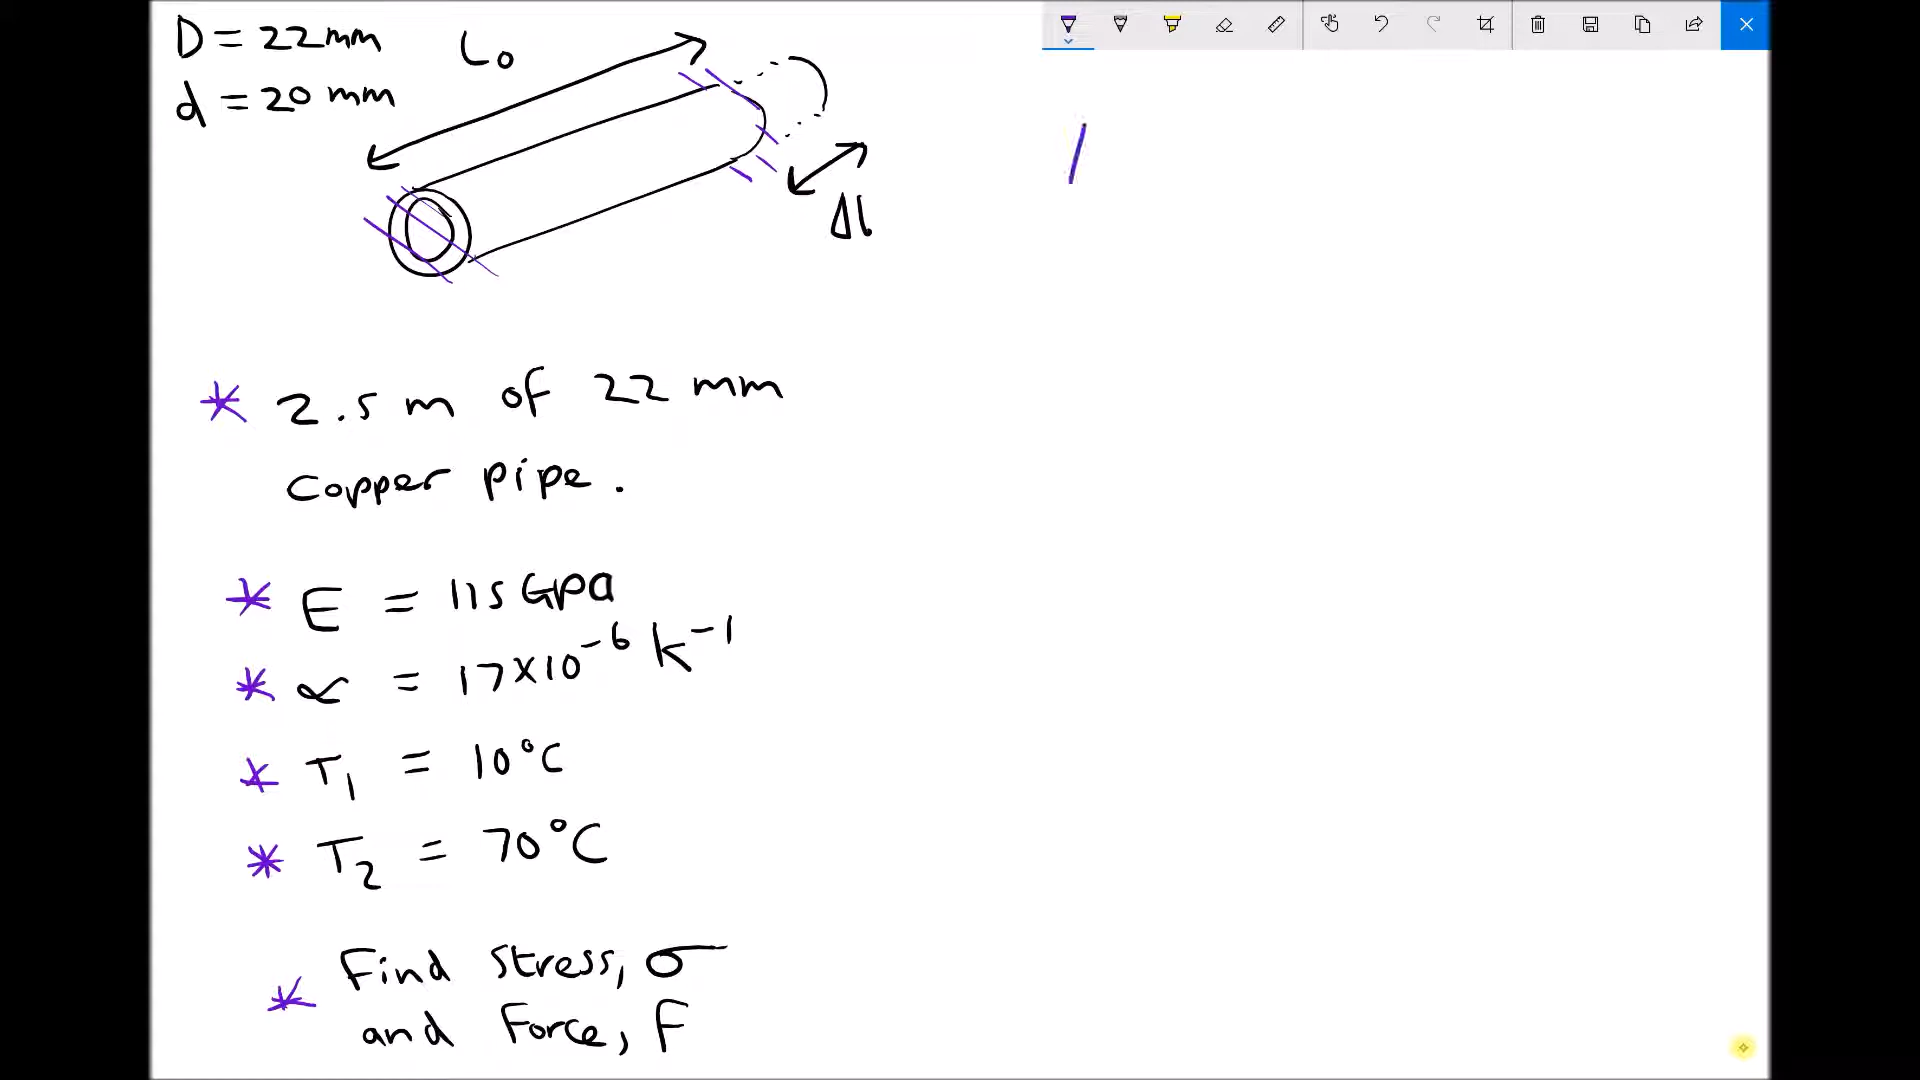 D = 22mm
L₀
d = 20 mm
Δl
* 2.5 m of 22 mm
copper pipe.
* E = 115 GPa
* α = 17×10⁻⁶ k⁻¹
* T₁ = 10°C
* T₂ = 70°C
* Find stress, σ
and Force, F